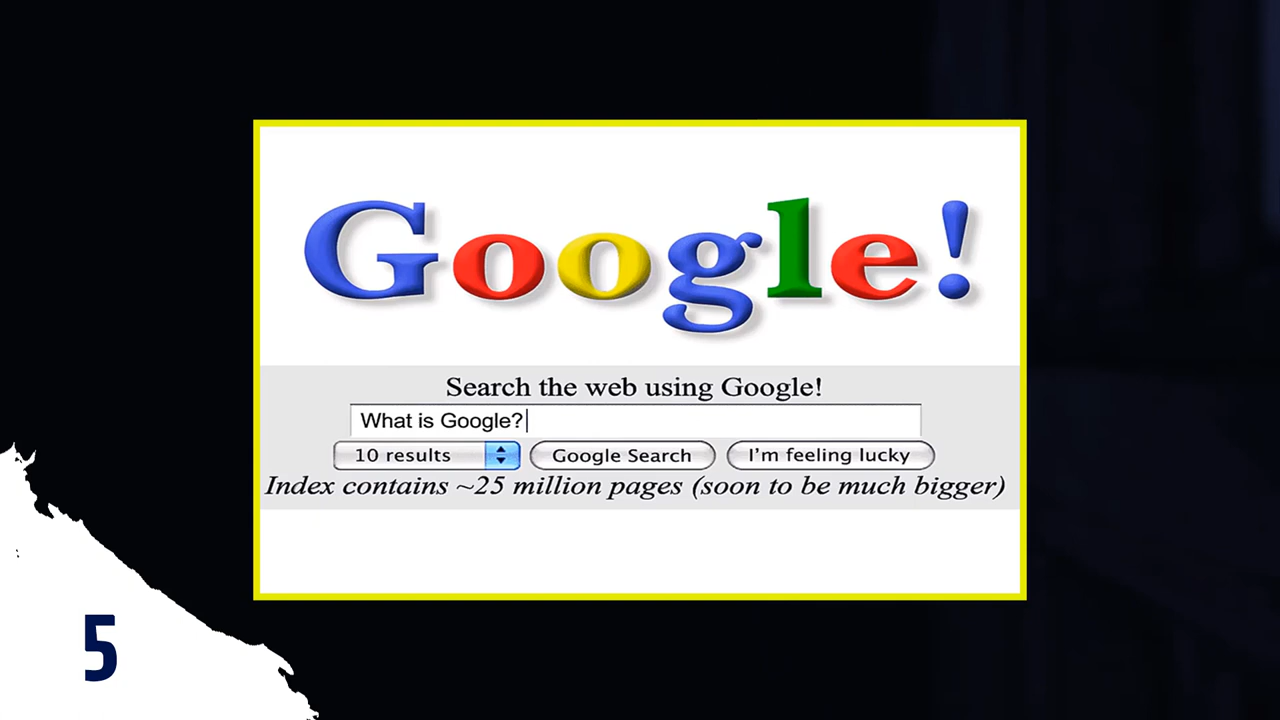 Google!
Search the web using Google!
What is Google?
10 results Google Search I'm feeling lucky
Index contains ~25 million pages (soon to be much bigger)
5